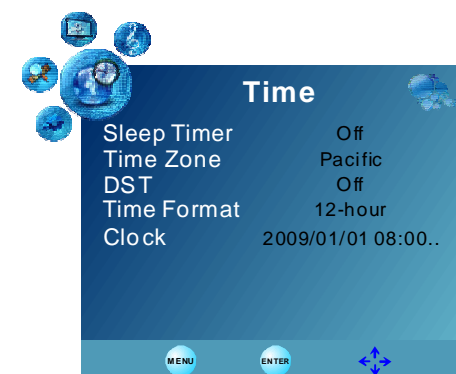 Time
Sleep Timer Off
Time Zone Pacific
DST Off
Time Format 12-hour
Clock 2009/01/01 08:00..
MENU ENTER